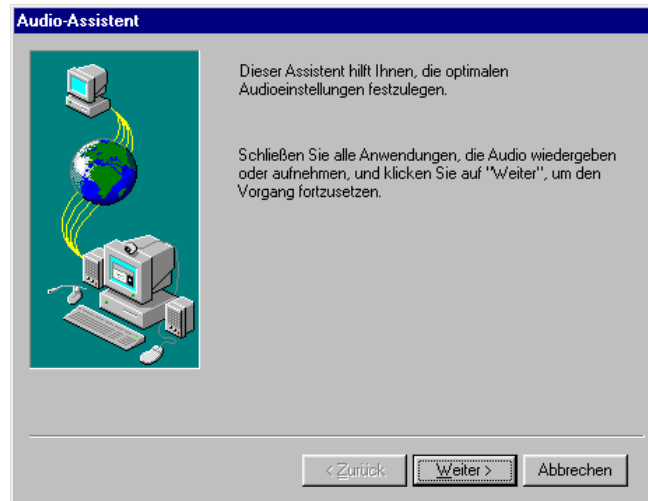 Audio-Assistent
Dieser Assistent hilft Ihnen, die optimalen
Audioeinstellungen festzulegen.
Schließen Sie alle Anwendungen, die Audio wiedergeben
oder aufnehmen, und klicken Sie auf "Weiter", um den
Vorgang fortzusetzen.
< Zurück
Weiter >
Abbrechen